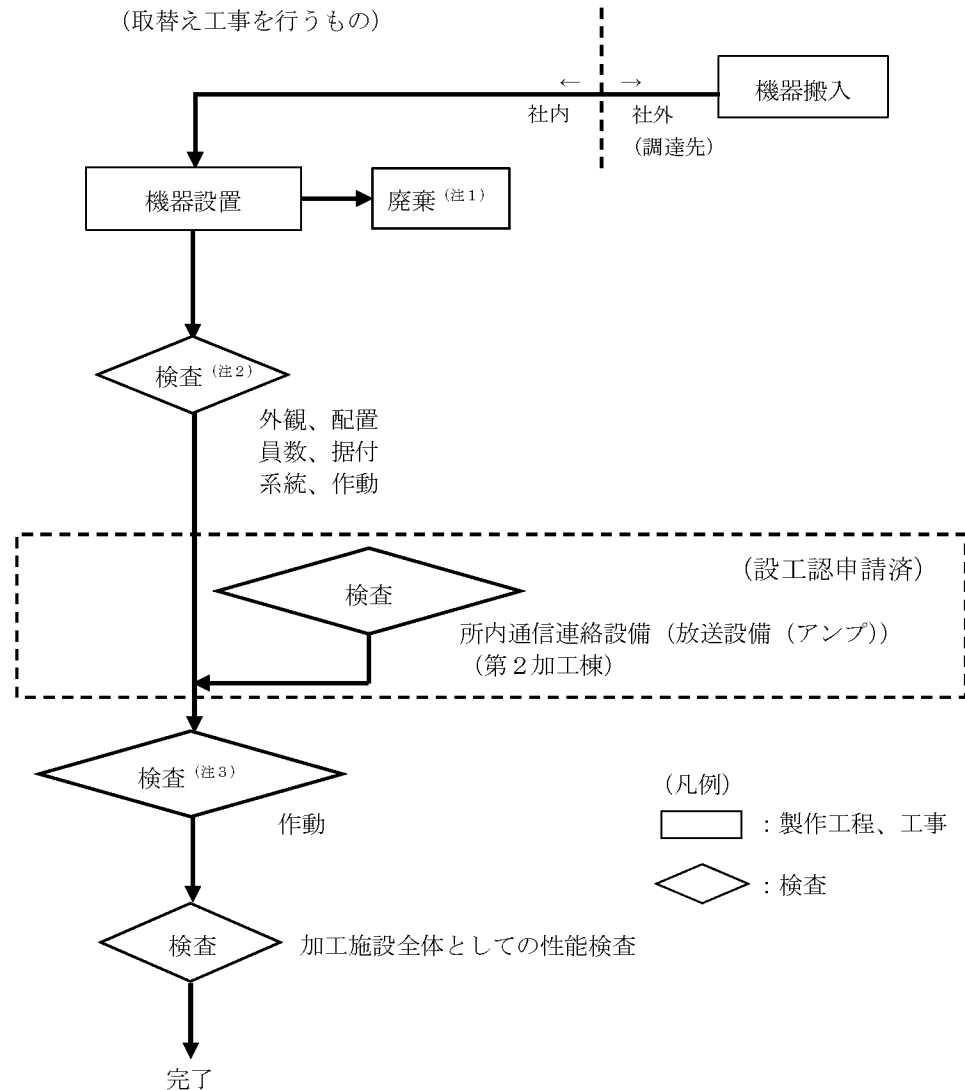 (取替え工事を行うもの)
← →
機器搬入
社内 社外
(調達先)
機器設置
廃棄(注1)
検査(注2)
外観、配置
員数、据付
系統、作動
(設工認申請済)
検査
所内通信連絡設備(放送設備(アンプ))
(第2加工棟)
検査(注3)
作動
(凡例)
:製作工程、工事
:検査
検査
加工施設全体としての性能検査
完了